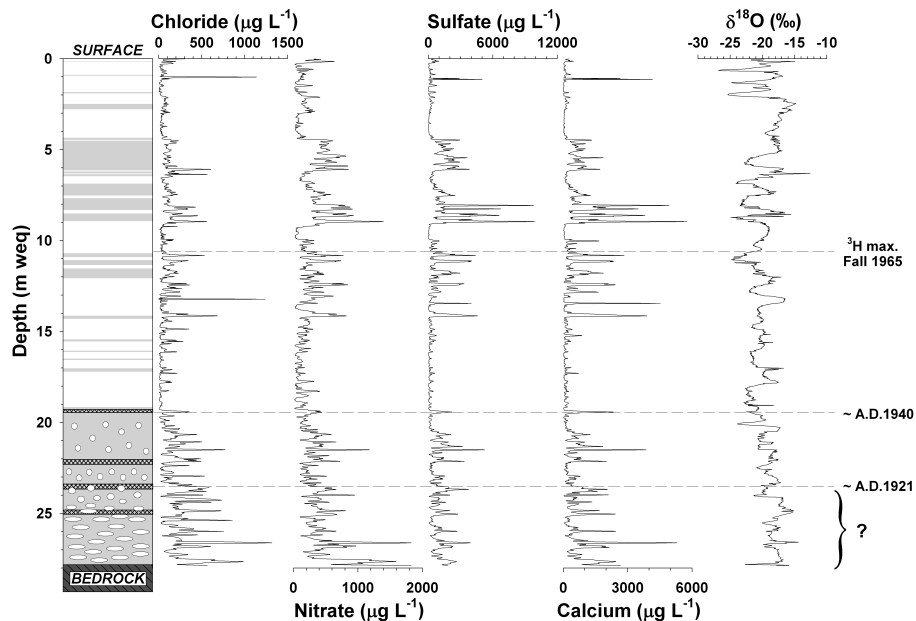 Chloride (μg L⁻¹)
Sulfate (μg L⁻¹)
δ¹⁸O (‰)
0 500 1000 1500
0 6000 12000
-30 -25 -20 -15 -10
SURFACE
Depth (m weq)
0
5
10
15
20
25
³H max.
Fall 1965
~ A.D.1940
~ A.D.1921
?
BEDROCK
0 1000 2000
0 3000 6000
Nitrate (μg L⁻¹)
Calcium (μg L⁻¹)